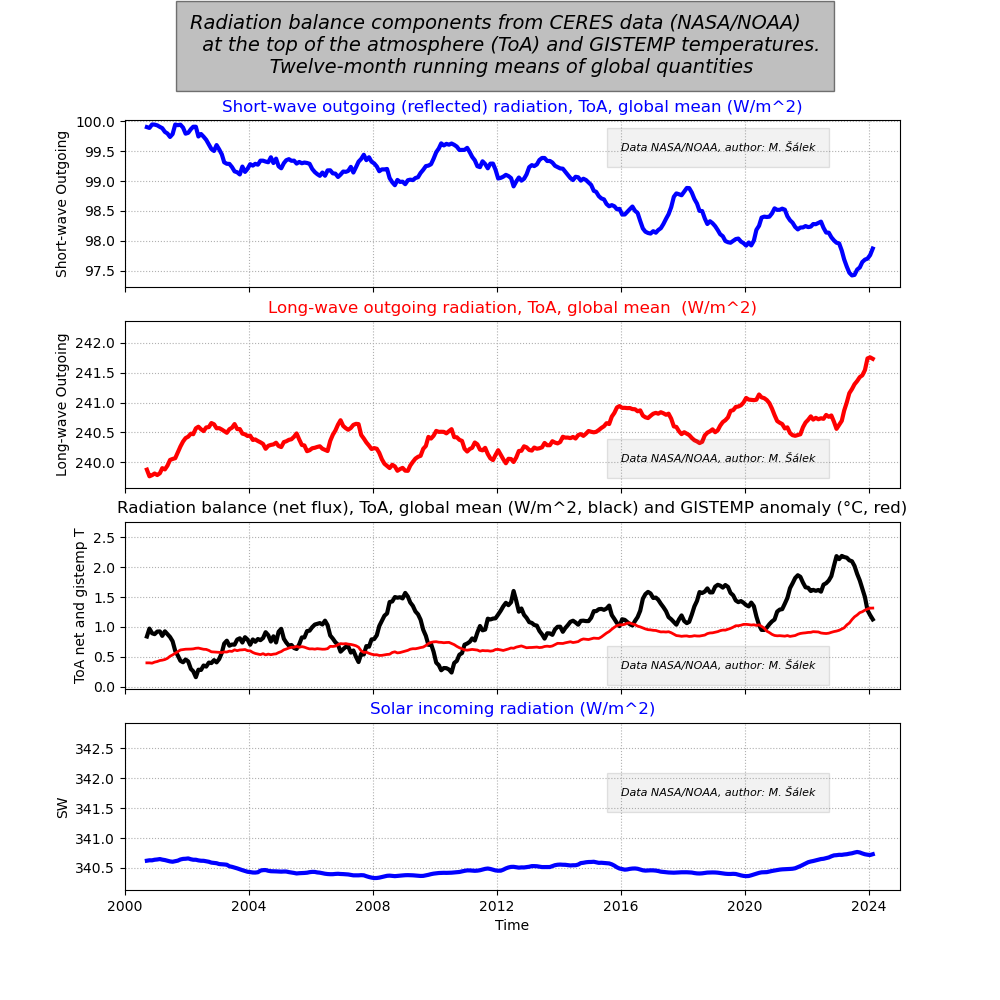 Radiation balance components from CERES data (NASA/NOAA)
at the top of the atmosphere (ToA) and GISTEMP temperatures.
Twelve-month running means of global quantities
Short-wave outgoing (reflected) radiation, ToA, global mean (W/m^2)
Short-wave Outgoing
100.0
99.5
99.0
98.5
98.0
97.5
Data NASA/NOAA, author: M. Šálek
Long-wave outgoing radiation, ToA, global mean  (W/m^2)
Long-wave Outgoing
242.0
241.5
241.0
240.5
240.0
Data NASA/NOAA, author: M. Šálek
Radiation balance (net flux), ToA, global mean (W/m^2, black) and GISTEMP anomaly (°C, red)
ToA net and gistemp T
2.5
2.0
1.5
1.0
0.5
0.0
Data NASA/NOAA, author: M. Šálek
Solar incoming radiation (W/m^2)
SW
342.5
342.0
341.5
341.0
340.5
Data NASA/NOAA, author: M. Šálek
2000 2004 2008 2012 2016 2020 2024
Time